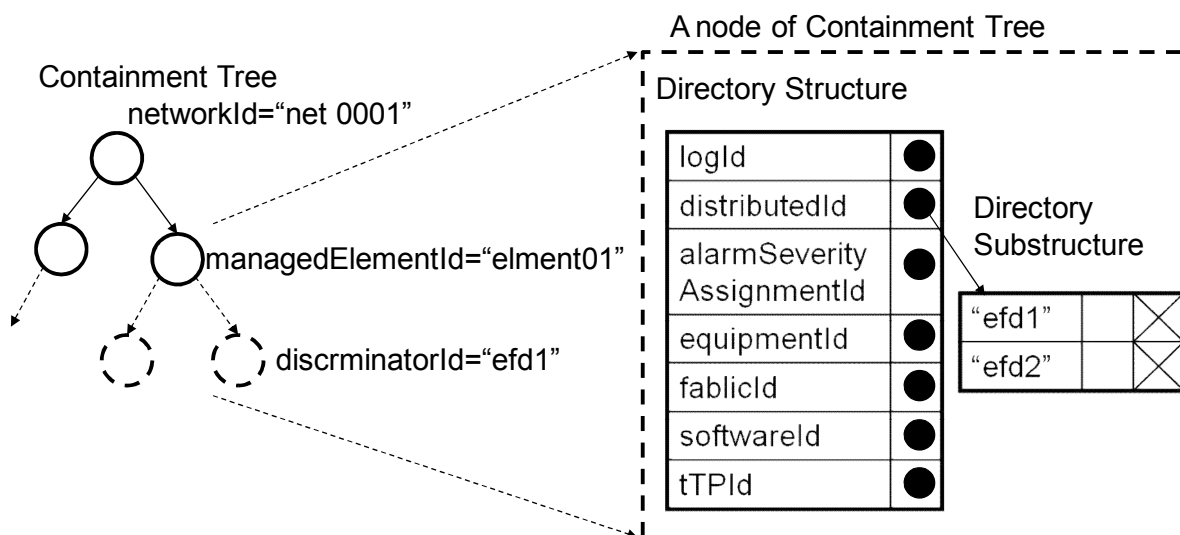 A node of Containment Tree
Containment Tree
networkId=“net 0001”
managedElementId=“elment01”
discrminatorId=“efd1”
Directory Structure
logId
distributedId
alarmSeverity
AssignmentId
equipmentId
fablicId
softwareId
tTPId
Directory
Substructure
“efd1”
“efd2”